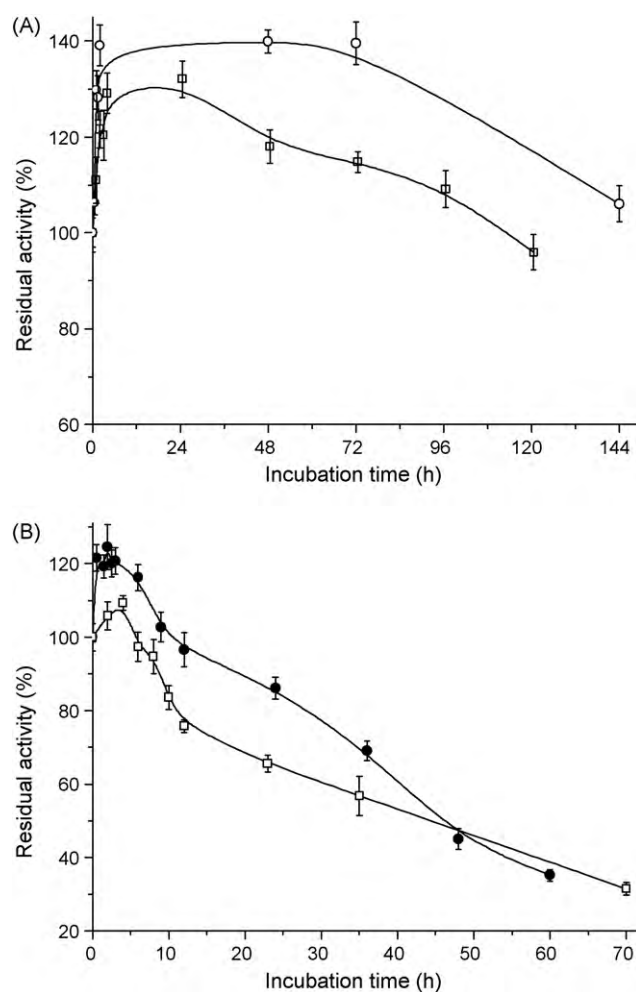 (A)
140
120
100
80
60
Residual activity (%)
0 24 48 72 96 120 144
Incubation time (h)
(B)
120
100
80
60
40
20
Residual activity (%)
0 10 20 30 40 50 60 70
Incubation time (h)